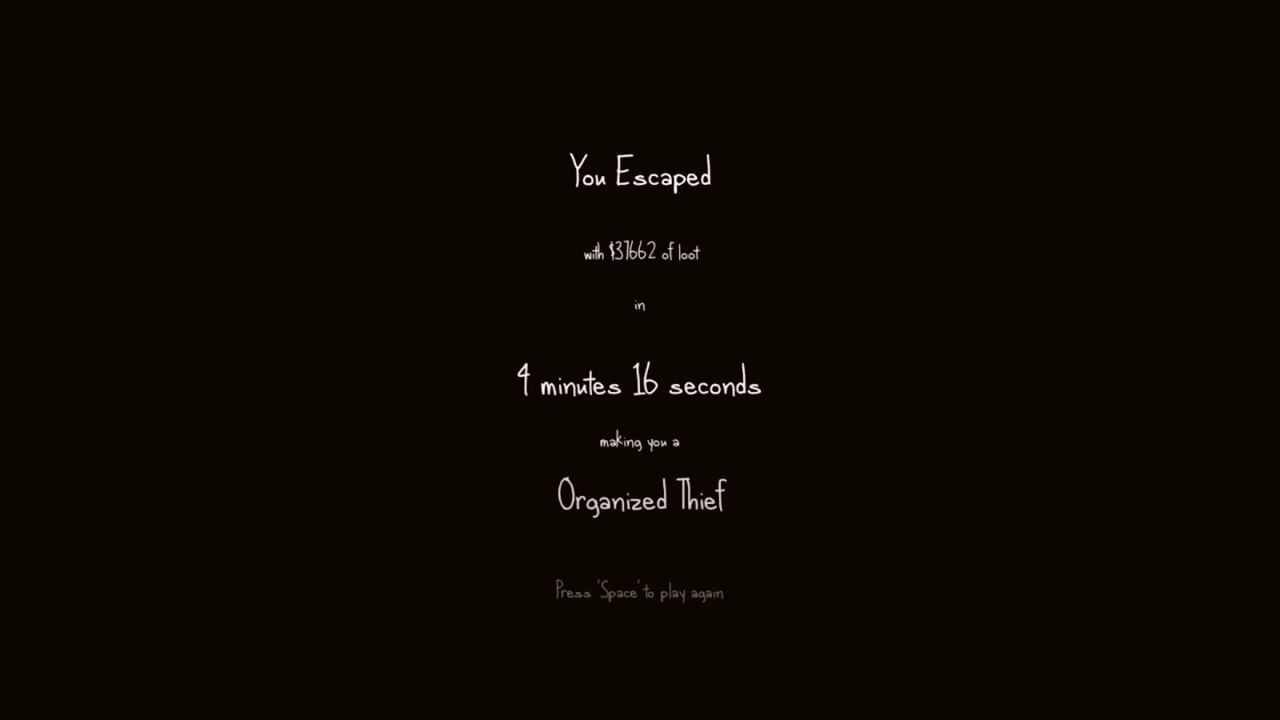 You Escaped
with $37662 of loot
in
4 minutes 16 seconds
making you a
Organized Thief
Press 'Space' to play again